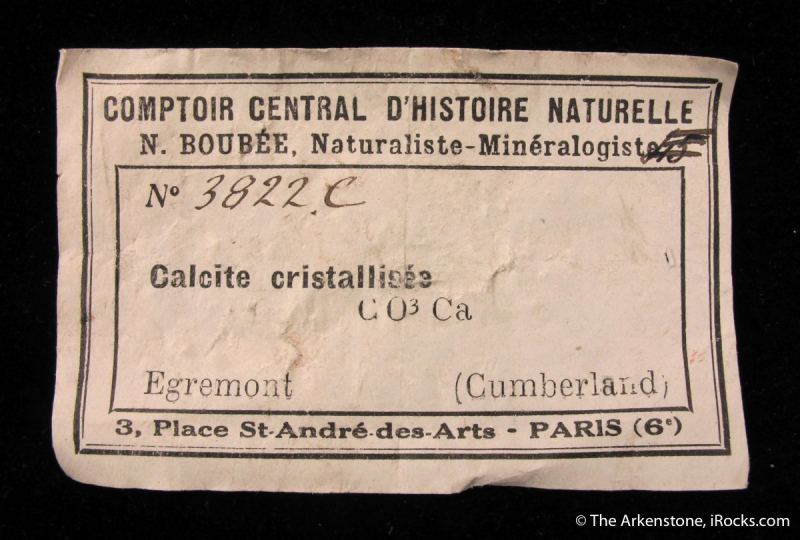 COMPTOIR CENTRAL D'HISTOIRE NATURELLE
N. BOUBÉE, Naturaliste-Minéralogiste
Nº 3822.C
Calcite cristallisée
CO³ Ca
Egremont (Cumberland)
3, Place St-André-des-Arts - PARIS (6ᵉ)
© The Arkenstone, iRocks.com